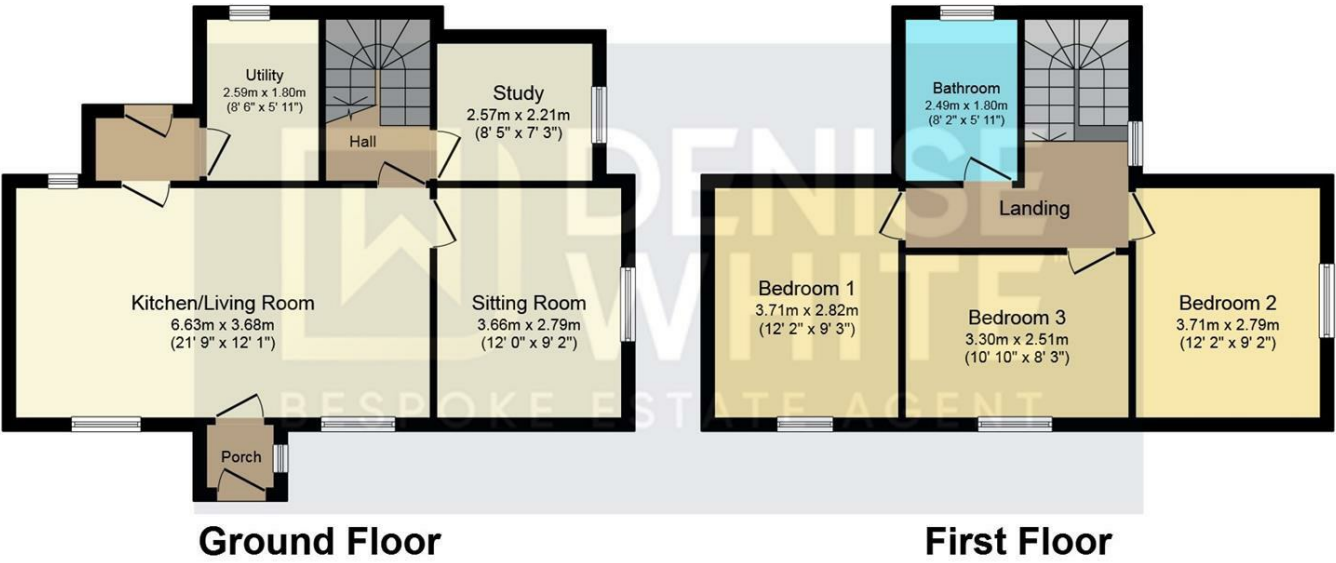 Utility
2.59m x 1.80m
(8' 6" x 5' 11")
Study
2.57m x 2.21m
(8' 5" x 7' 3")
Hall
Kitchen/Living Room
6.63m x 3.68m
(21' 9" x 12' 1")
Sitting Room
3.66m x 2.79m
(12' 0" x 9' 2")
Porch
Ground Floor
Bathroom
2.49m x 1.80m
(8' 2" x 5' 11")
Landing
Bedroom 1
3.71m x 2.82m
(12' 2" x 9' 3")
Bedroom 3
3.30m x 2.51m
(10' 10" x 8' 3")
Bedroom 2
3.71m x 2.79m
(12' 2" x 9' 2")
First Floor
DENISE
WHITE
BESPOKE ESTATE AGENT